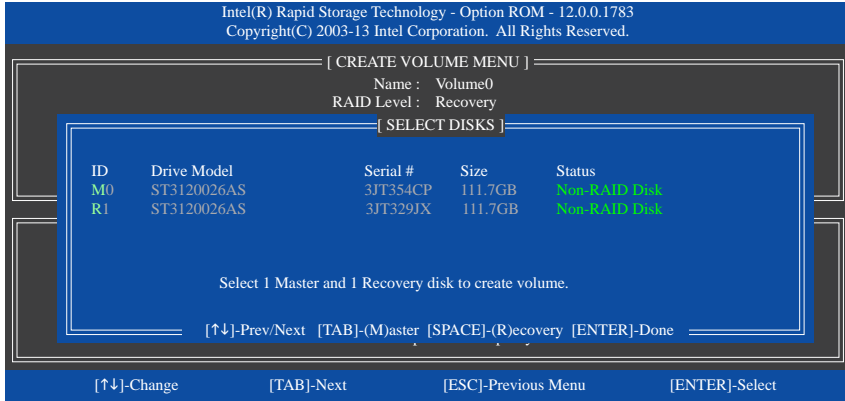 Intel(R) Rapid Storage Technology - Option ROM - 12.0.0.1783
Copyright(C) 2003-13 Intel Corporation. All Rights Reserved.
[ CREATE VOLUME MENU ]
Name : Volume0
RAID Level : Recovery
[ SELECT DISKS ]
ID Drive Model Serial # Size Status
M0 ST3120026AS 3JT354CP 111.7GB Non-RAID Disk
R1 ST3120026AS 3JT329JX 111.7GB Non-RAID Disk
Select 1 Master and 1 Recovery disk to create volume.
[↑↓]-Prev/Next [TAB]-(M)aster [SPACE]-(R)ecovery [ENTER]-Done
[↑↓]-Change [TAB]-Next [ESC]-Previous Menu [ENTER]-Select